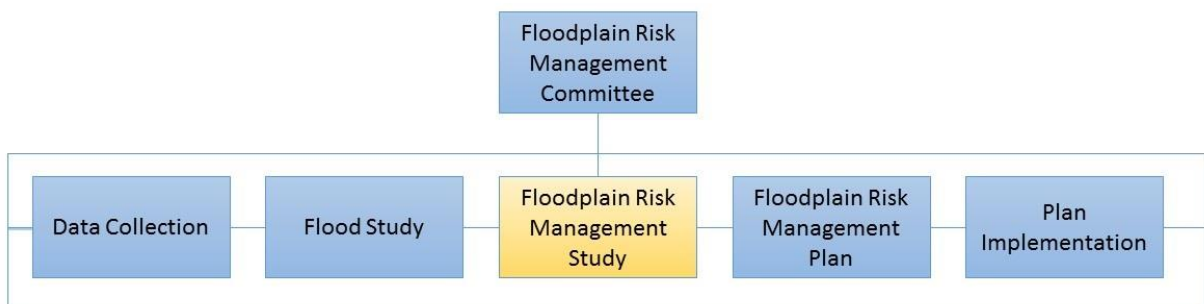 Floodplain Risk
Management
Committee
Data Collection
Flood Study
Floodplain Risk
Management
Study
Floodplain Risk
Management
Plan
Plan
Implementation